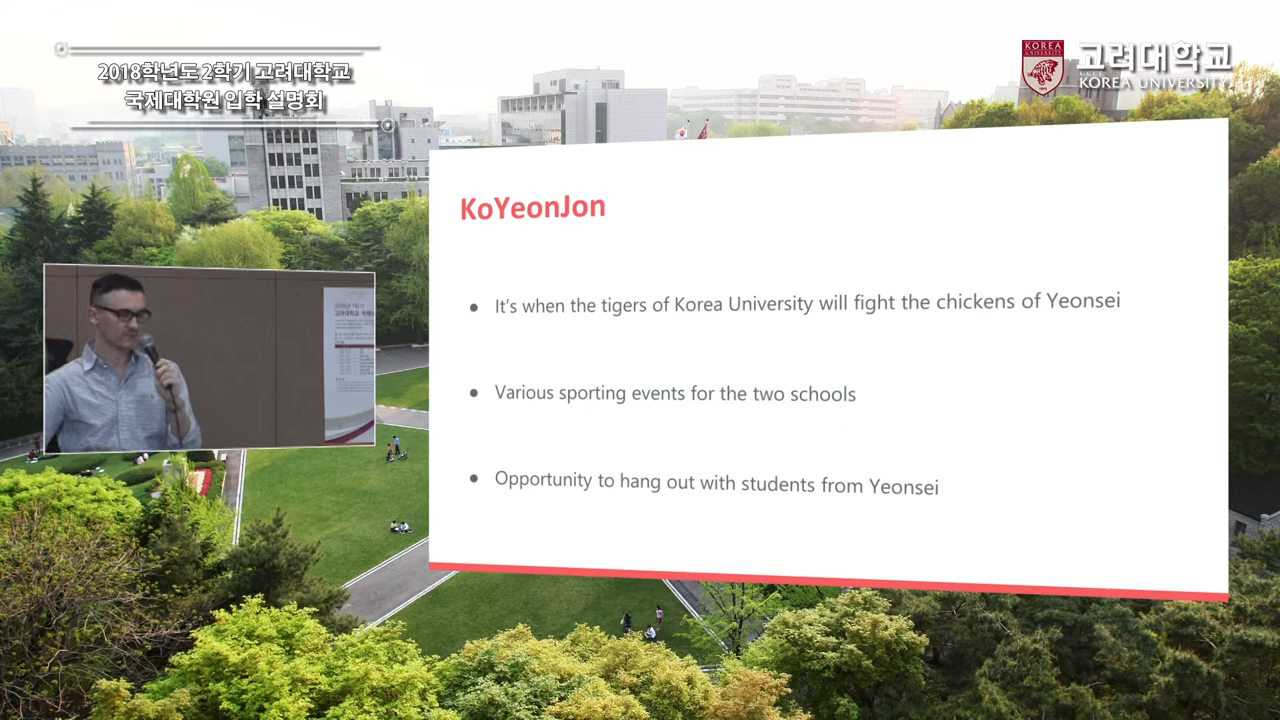 2018학년도 2학기 고려대학교
국제대학원 입학 설명회
KOREA
UNIVERSITY
고려대학교
KOREA UNIVERSITY
KoYeonJon
It's when the tigers of Korea University will fight the chickens of Yeonsei
Various sporting events for the two schools
Opportunity to hang out with students from Yeonsei